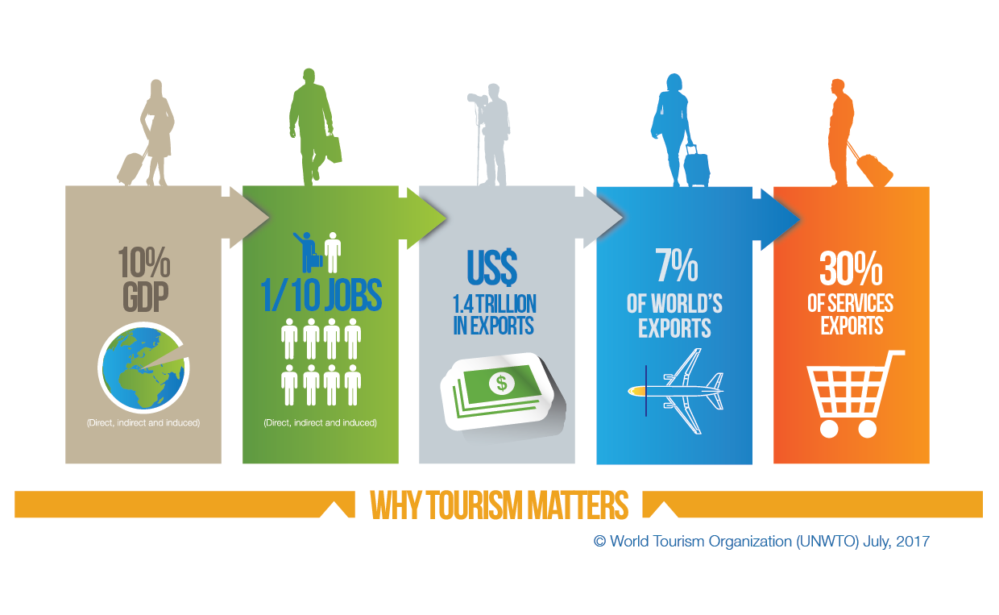 10%
GDP
(Direct, indirect and induced)
1/10 JOBS
(Direct, indirect and induced)
US$
1.4 TRILLION
IN EXPORTS
$
7%
OF WORLD'S
EXPORTS
30%
OF SERVICES
EXPORTS
WHY TOURISM MATTERS
© World Tourism Organization (UNWTO) July, 2017